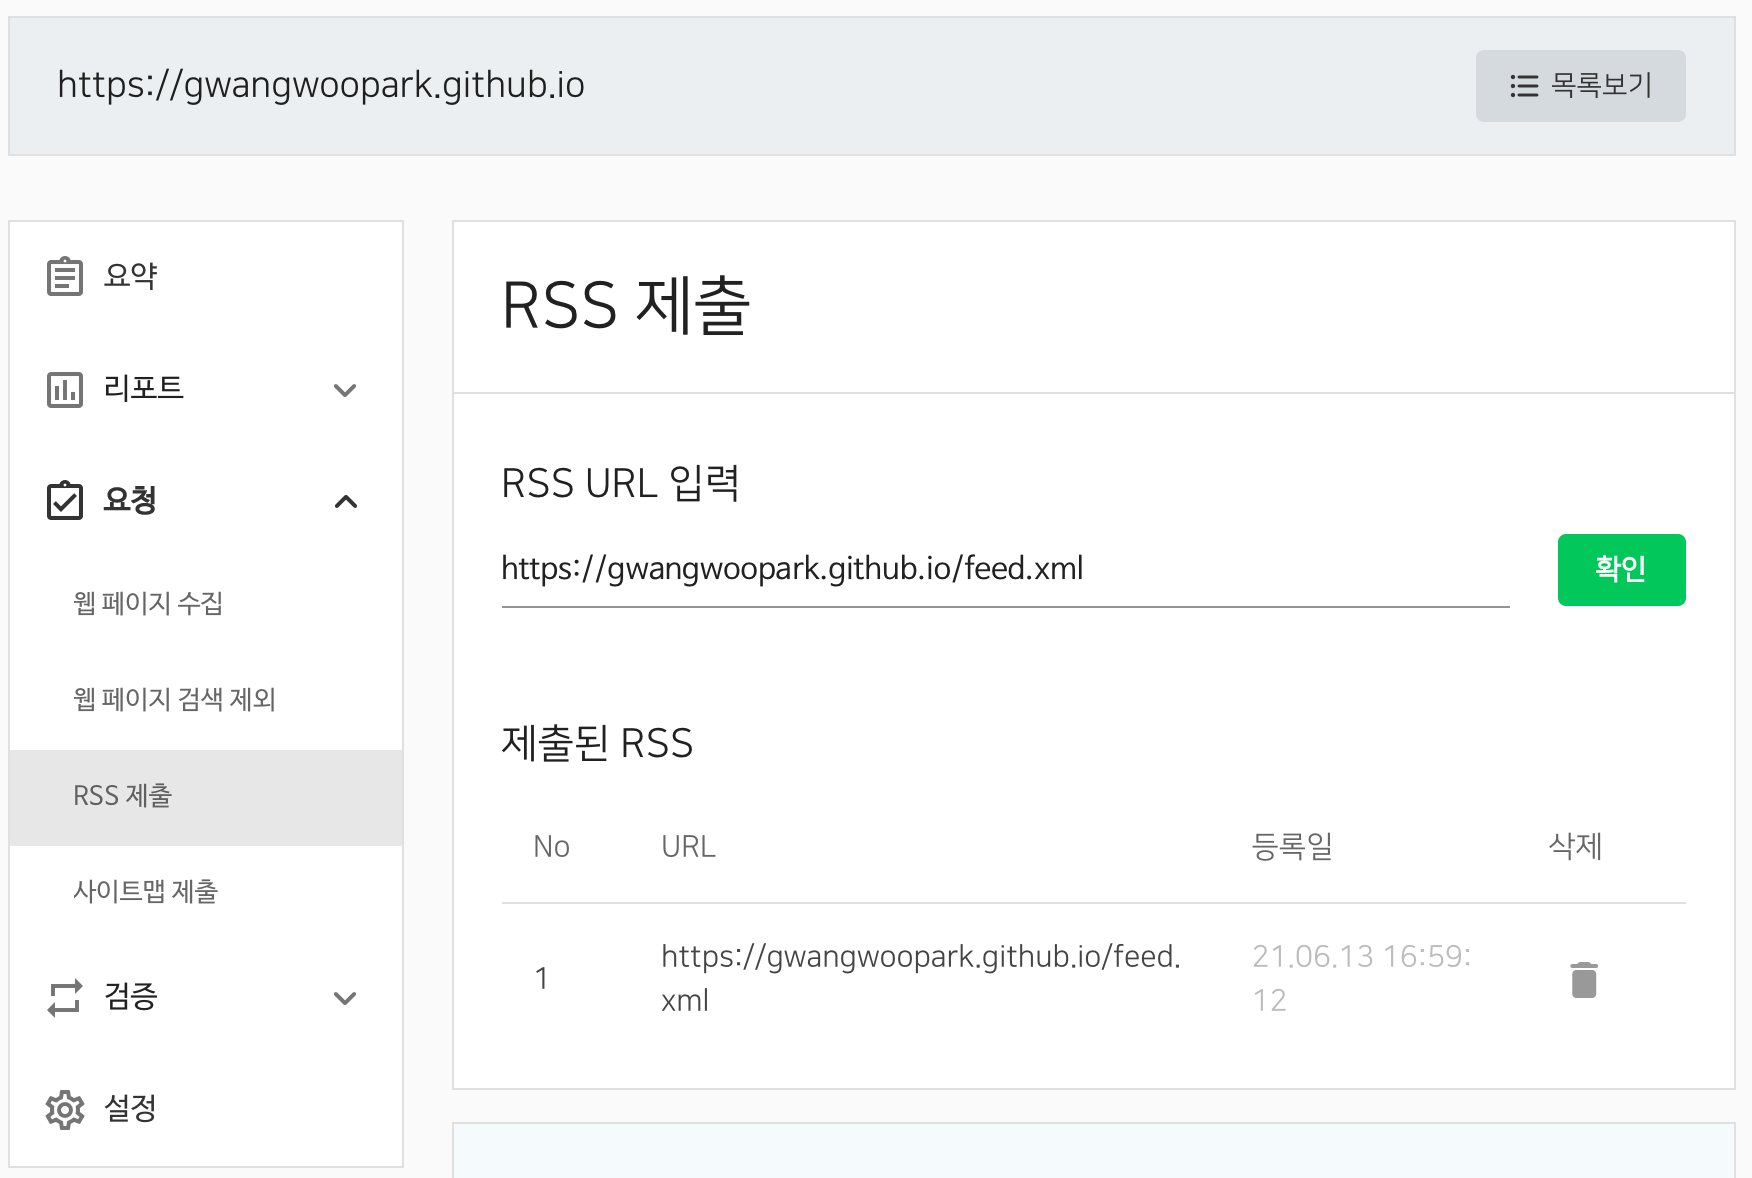 https://gwangwoopark.github.io
목록보기
요약
리포트
요청
웹 페이지 수집
웹 페이지 검색 제외
RSS 제출
사이트맵 제출
검증
설정
RSS 제출
RSS URL 입력
https://gwangwoopark.github.io/feed.xml
확인
제출된 RSS
No URL 등록일 삭제
1 https://gwangwoopark.github.io/feed. 21.06.13 16:59:
xml 12